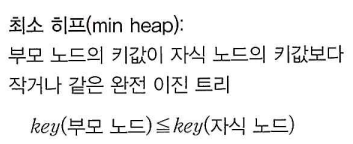 최소 히프(min heap):
부모 노드의 키값이 자식 노드의 키값보다
작거나 같은 완전 이진 트리
key(부모 노드)≦key(자식 노드)